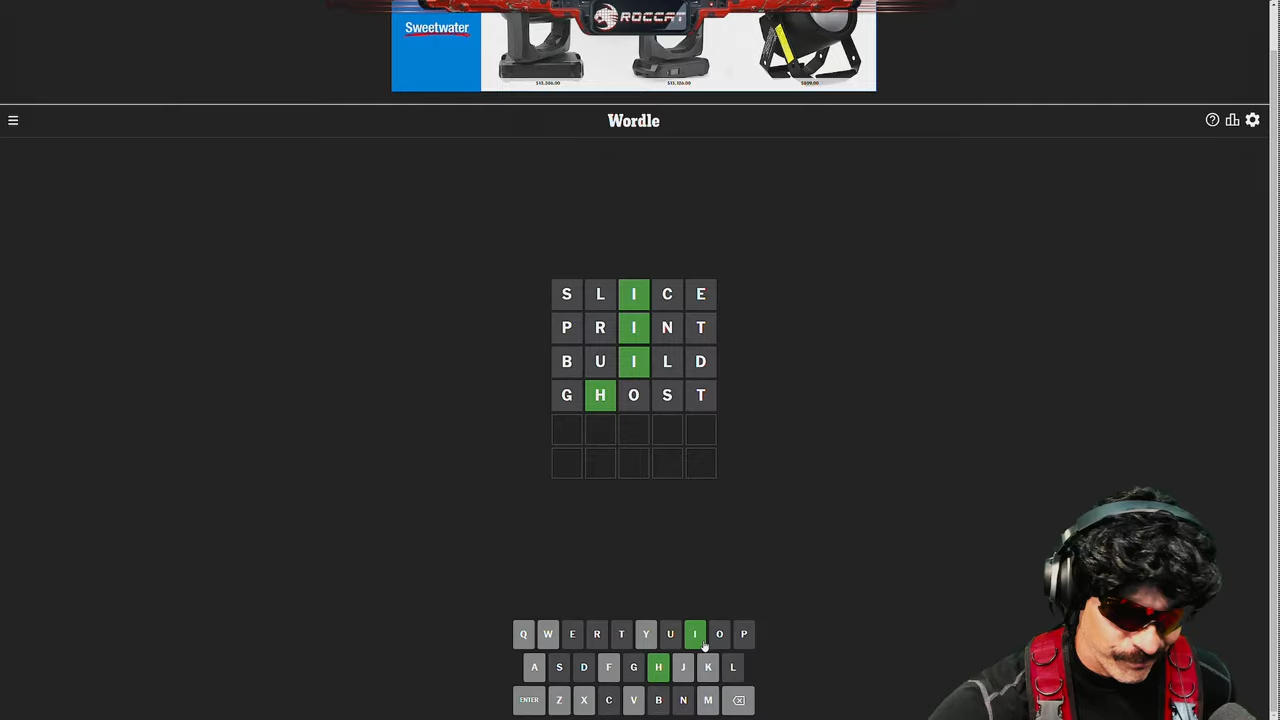 ROCCAT
Sweetwater
Wordle
S L I C E
P R I N T
B U I L D
G H O S T
Q W E R T Y U I O P
A S D F G H J K L
ENTER Z X C V B N M